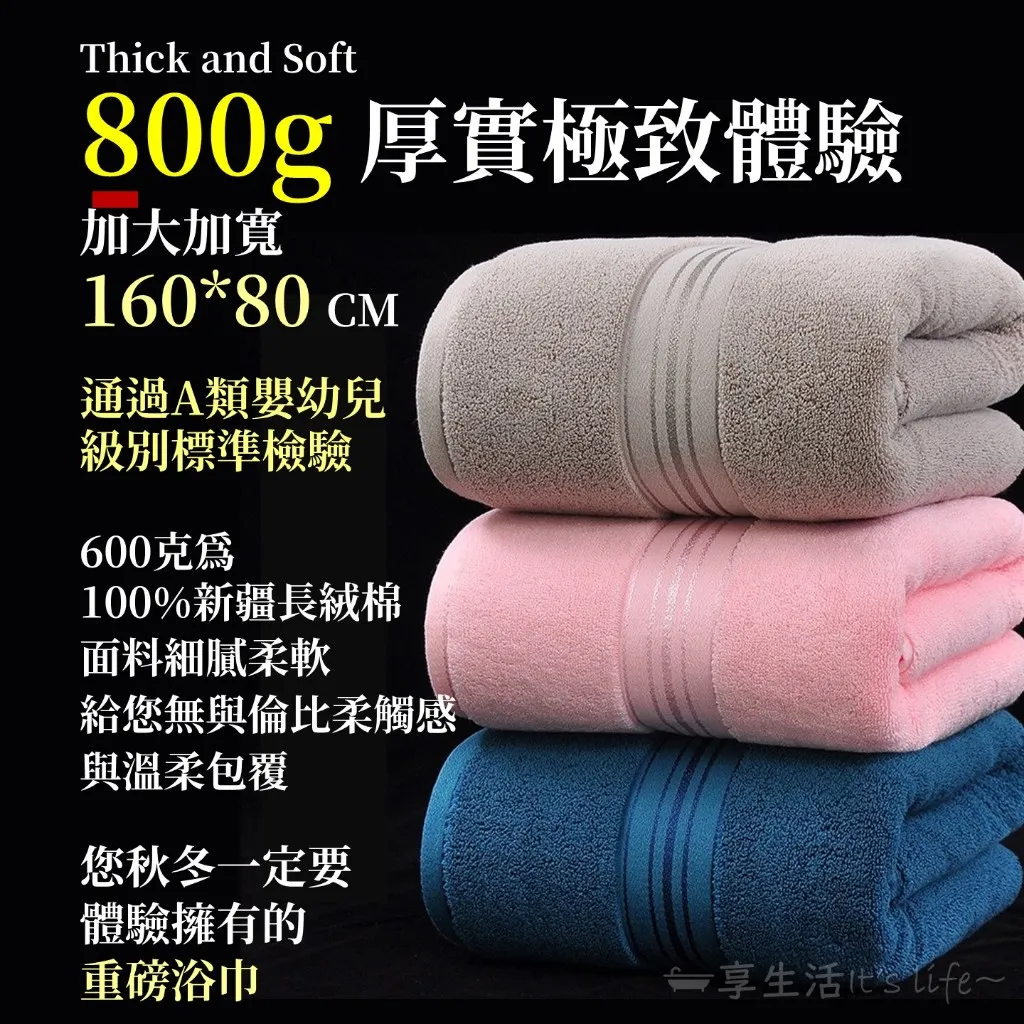 Thick and Soft
800g 厚實極致體驗
加大加寬
160*80 CM
通過A類嬰幼兒
級別標準檢驗
600克爲
100%新疆長絨棉
面料細膩柔軟
給您無與倫比柔觸感
與溫柔包覆
您秋冬一定要
體驗擁有的
重磅浴巾
享生活It's life~